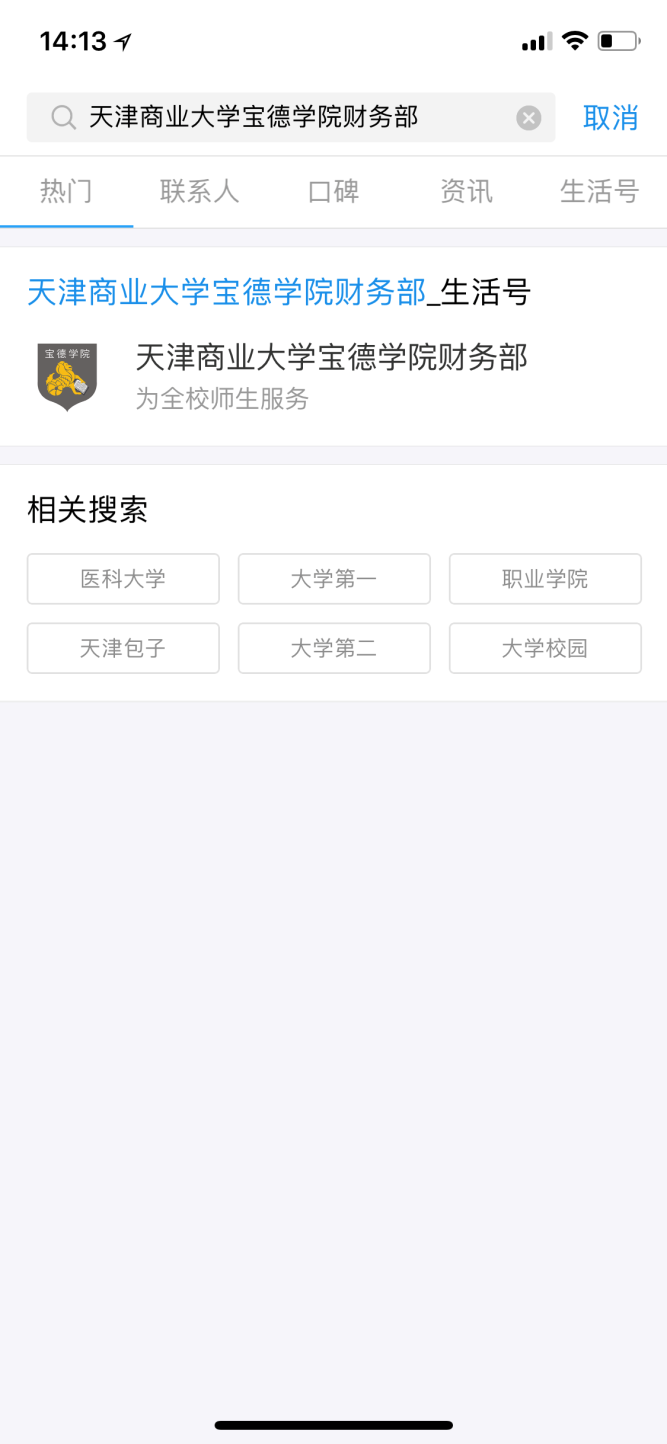 14:13
天津商业大学宝德学院财务部 取消
热门 联系人 口碑 资讯 生活号
天津商业大学宝德学院财务部_生活号
宝德学院
天津商业大学宝德学院财务部
为全校师生服务
相关搜索
医科大学 大学第一 职业学院
天津包子 大学第二 大学校园